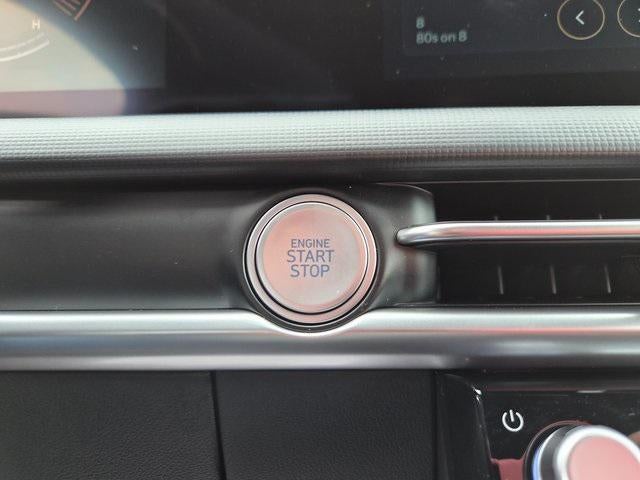 H
8
80s on 8
ENGINE
START
STOP